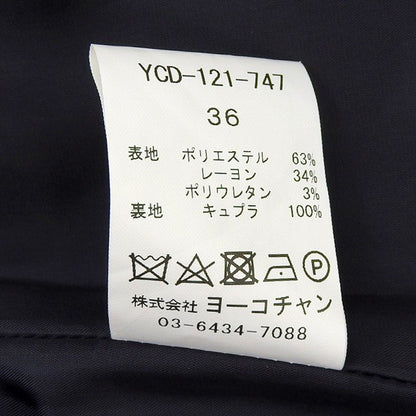 YCD-121-747
36
表地 ポリエステル 63%
レーヨン 34%
ポリウレタン 3%
裏地 キュプラ 100%
P
株式会社 ヨーコチャン
03-6434-7088